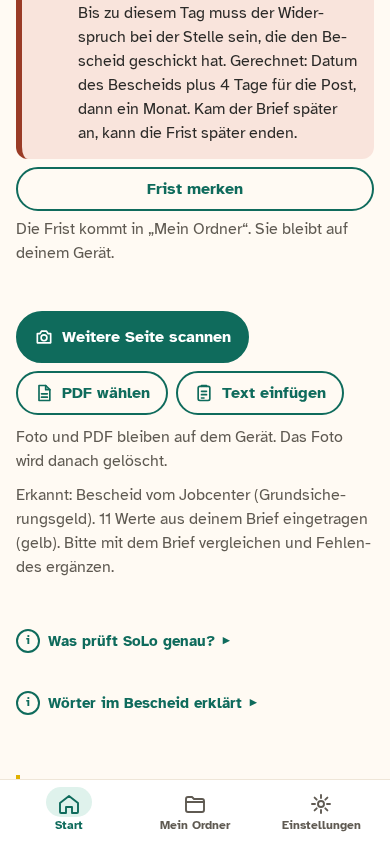 Bis zu diesem Tag muss der Wider-
spruch bei der Stelle sein, die den Be-
scheid geschickt hat. Gerechnet: Datum
des Bescheids plus 4 Tage für die Post,
dann ein Monat. Kam der Brief später
an, kann die Frist später enden.
Frist merken
Die Frist kommt in „Mein Ordner“. Sie bleibt auf
deinem Gerät.
Weitere Seite scannen
PDF wählen
Text einfügen
Foto und PDF bleiben auf dem Gerät. Das Foto
wird danach gelöscht.
Erkannt: Bescheid vom Jobcenter (Grundsiche-
rungsgeld). 11 Werte aus deinem Brief eingetragen
(gelb). Bitte mit dem Brief vergleichen und Fehlen-
des ergänzen.
i Was prüft SoLo genau? ▸
i Wörter im Bescheid erklärt ▸
Start
Mein Ordner
Einstellungen